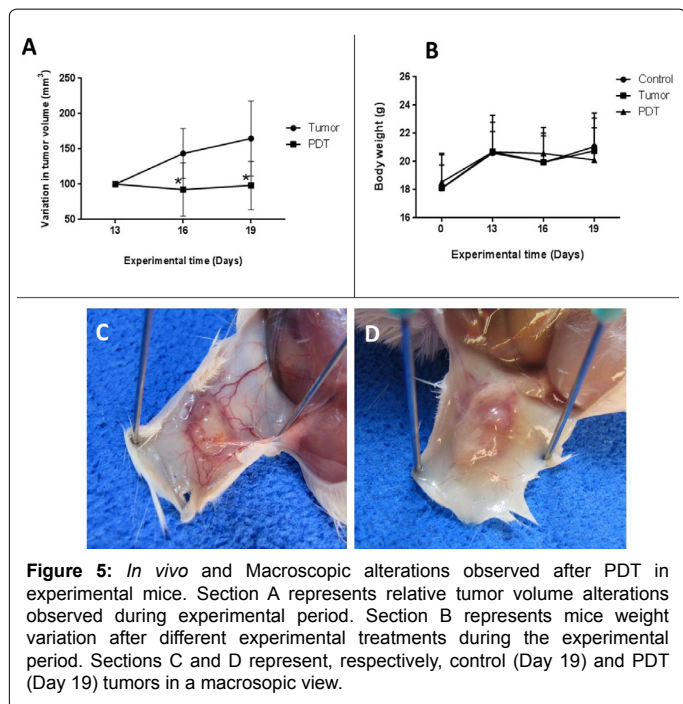 A
Variation in tumor volume (mm³)
250
200
150
100
50
*
*
13
16
19
Experimental time (Days)
Tumor
PDT
B
Body weight (g)
26
24
22
20
18
16
0
13
16
19
Experimental time (Days)
Control
Tumor
PDT
C
D
Figure 5: In vivo and Macroscopic alterations observed after PDT in
experimental mice. Section A represents relative tumor volume alterations
observed during experimental period. Section B represents mice weight
variation after different experimental treatments during the experimental
period. Sections C and D represent, respectively, control (Day 19) and PDT
(Day 19) tumors in a macrosopic view.